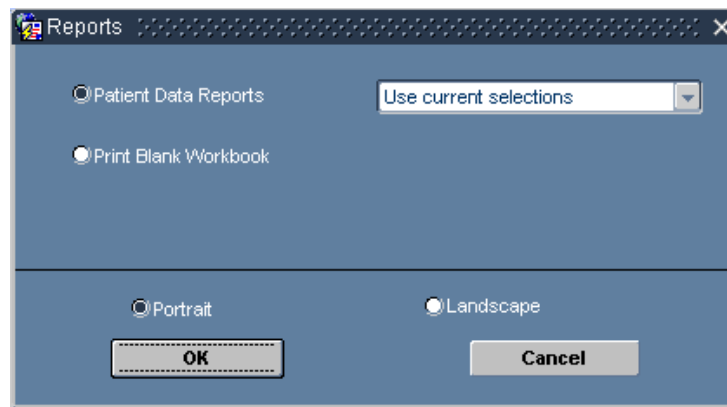 Reports
Patient Data Reports
Use current selections
Print Blank Workbook
Portrait
Landscape
OK
Cancel